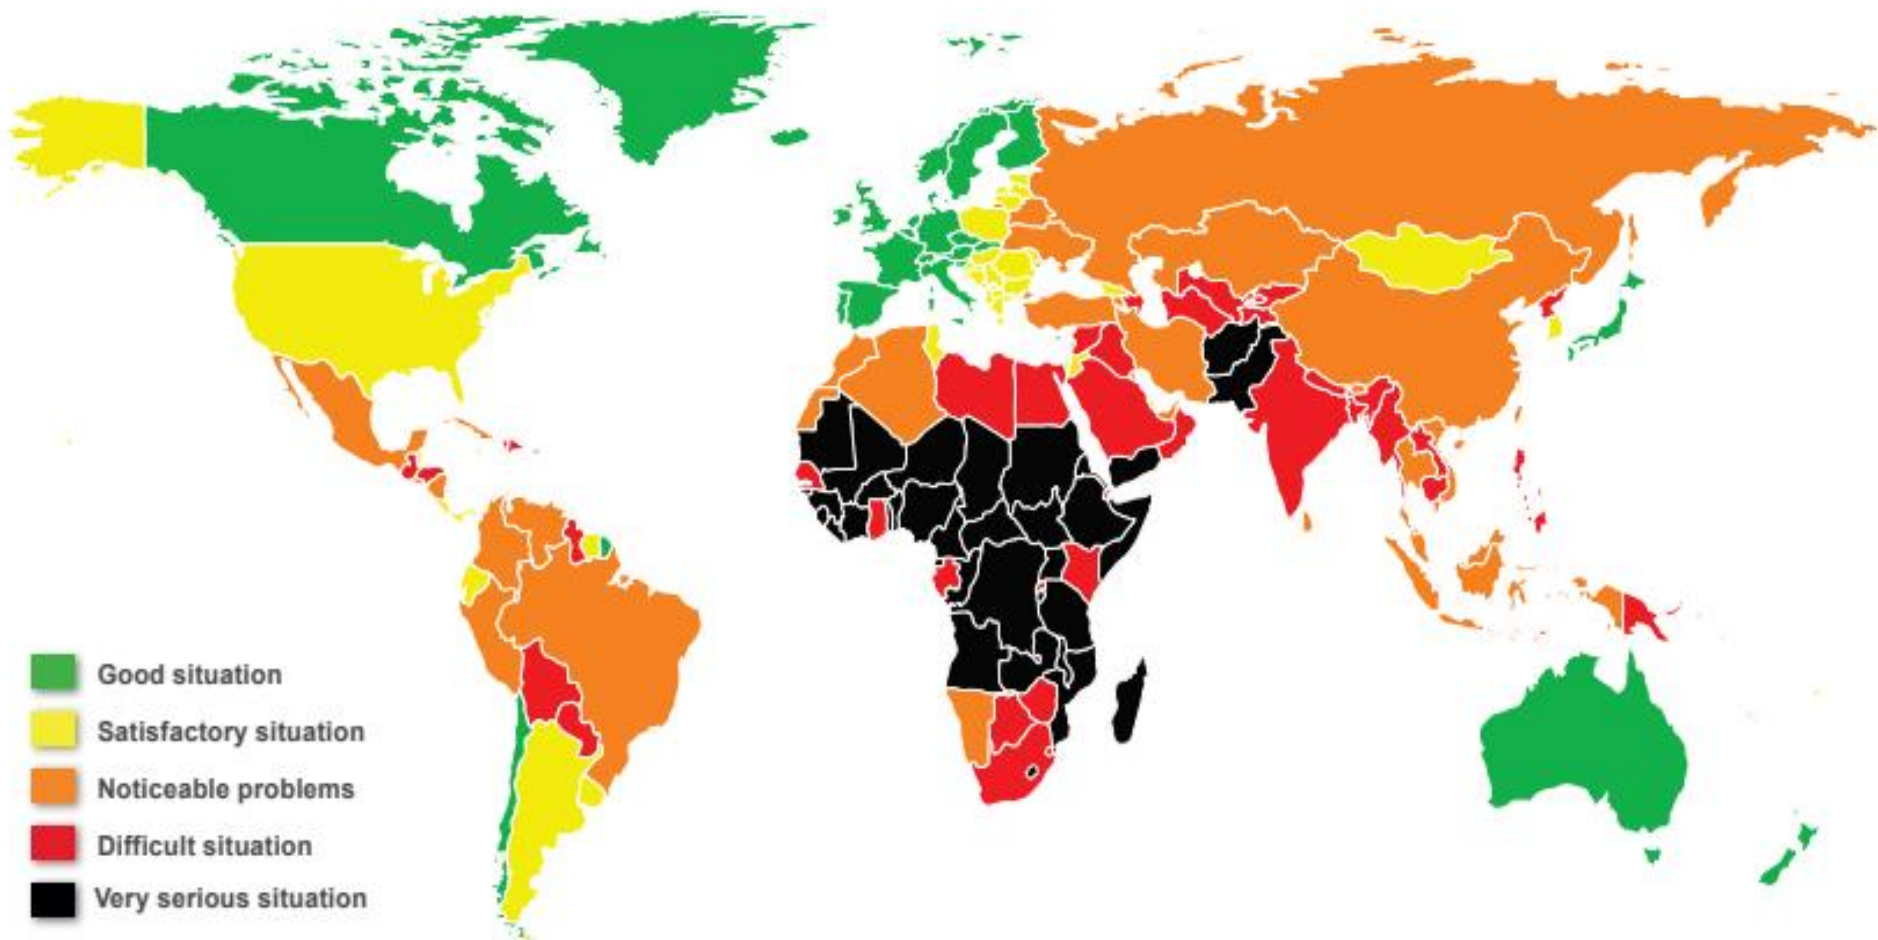 Good situation
Satisfactory situation
Noticeable problems
Difficult situation
Very serious situation